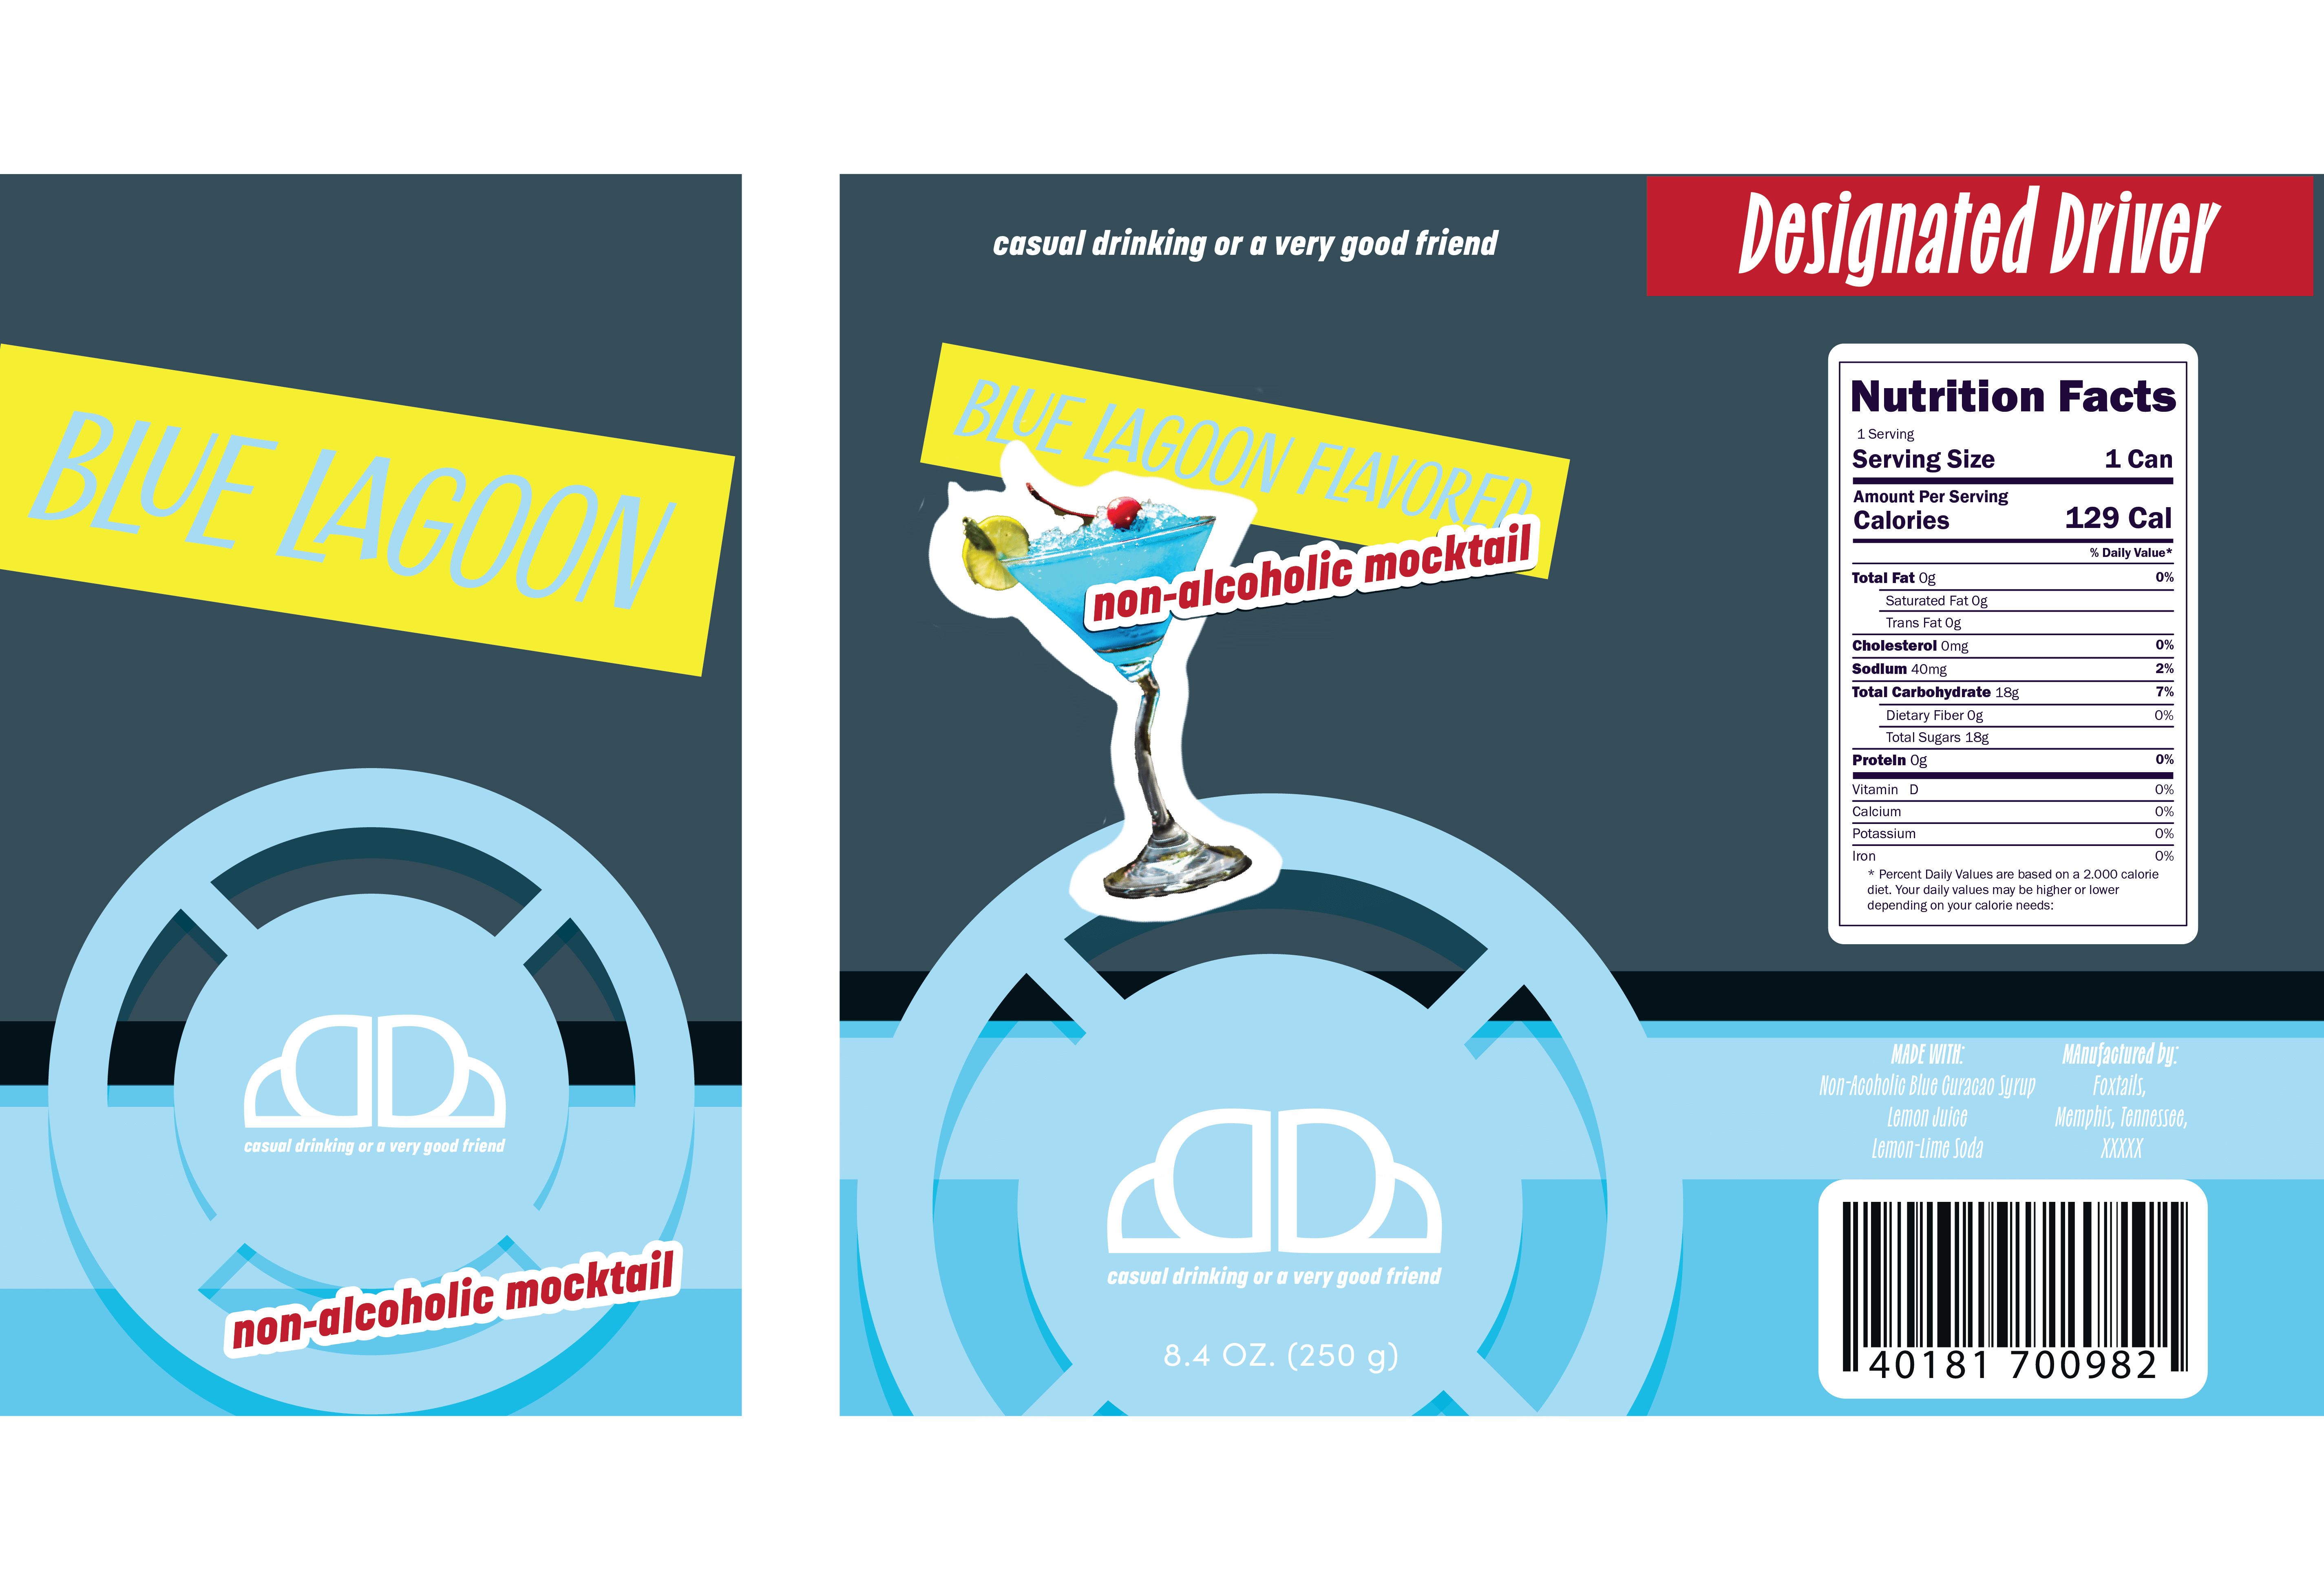 BLUE LAGOON
DD
casual drinking or a very good friend
non-alcoholic mocktail
casual drinking or a very good friend
BLUE LAGOON FLAVORED
non-alcoholic mocktail
DD
casual drinking or a very good friend
8.4 OZ. (250 g)
Designated Driver
Nutrition Facts
1 Serving
Serving Size 1 Can
Amount Per Serving
Calories 129 Cal
% Daily Value*
Total Fat 0g 0%
Saturated Fat 0g
Trans Fat 0g
Cholesterol 0mg 0%
Sodium 40mg 2%
Total Carbohydrate 18g 7%
Dietary Fiber 0g 0%
Total Sugars 18g
Protein 0g 0%
Vitamin D 0%
Calcium 0%
Potassium 0%
Iron 0%
* Percent Daily Values are based on a 2.000 calorie
diet. Your daily values may be higher or lower
depending on your calorie needs:
MADE WITH:
Non-Acoholic Blue Curacao Syrup
Lemon Juice
Lemon-Lime Soda
MAnufactured by:
Foxtails,
Memphis, Tennessee,
XXXXX
40181 700982